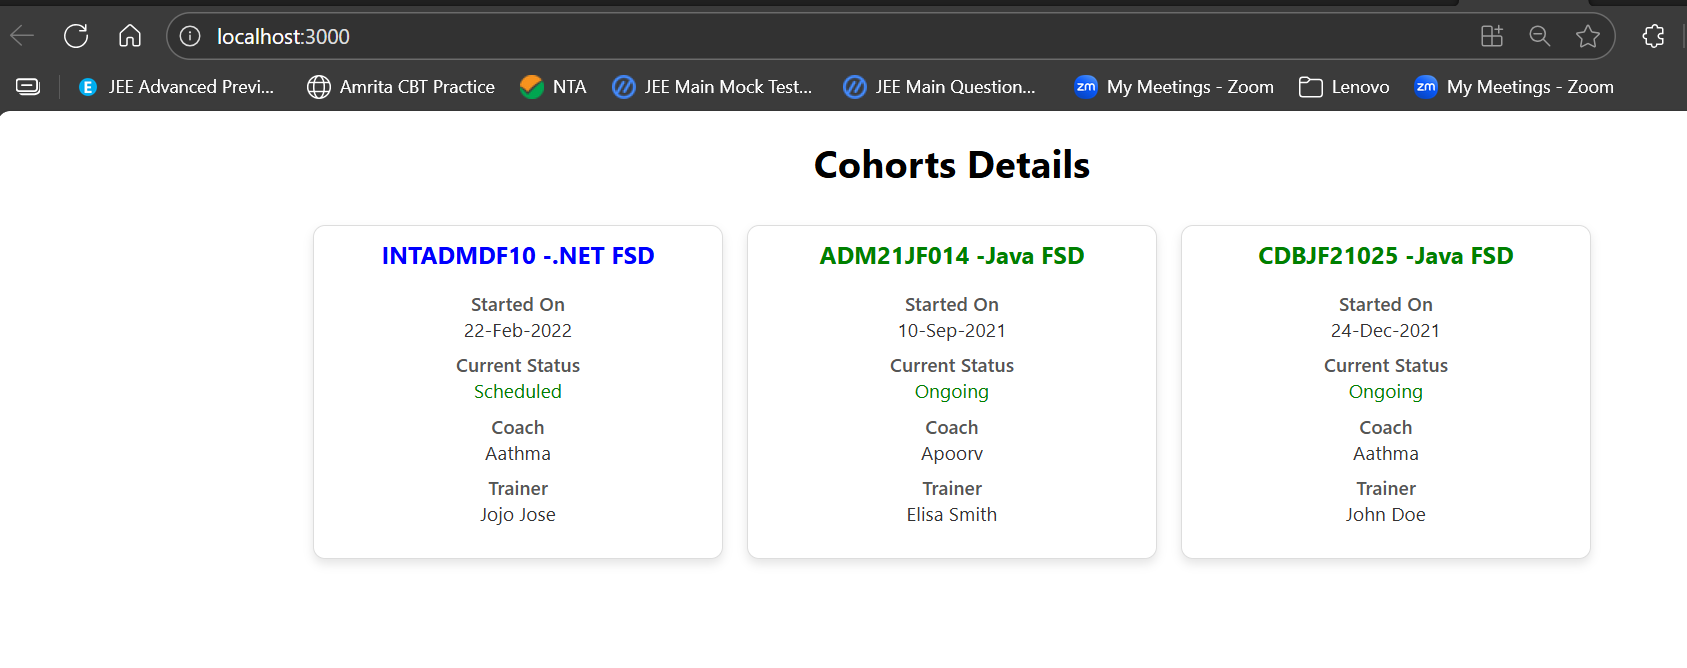 localhost:3000
E JEE Advanced Previ... Amrita CBT Practice NTA JEE Main Mock Test... JEE Main Question... zm My Meetings - Zoom Lenovo zm My Meetings - Zoom
Cohorts Details
INTADMDF10 -.NET FSD
Started On
22-Feb-2022
Current Status
Scheduled
Coach
Aathma
Trainer
Jojo Jose
ADM21JF014 -Java FSD
Started On
10-Sep-2021
Current Status
Ongoing
Coach
Apoorv
Trainer
Elisa Smith
CDBJF21025 -Java FSD
Started On
24-Dec-2021
Current Status
Ongoing
Coach
Aathma
Trainer
John Doe